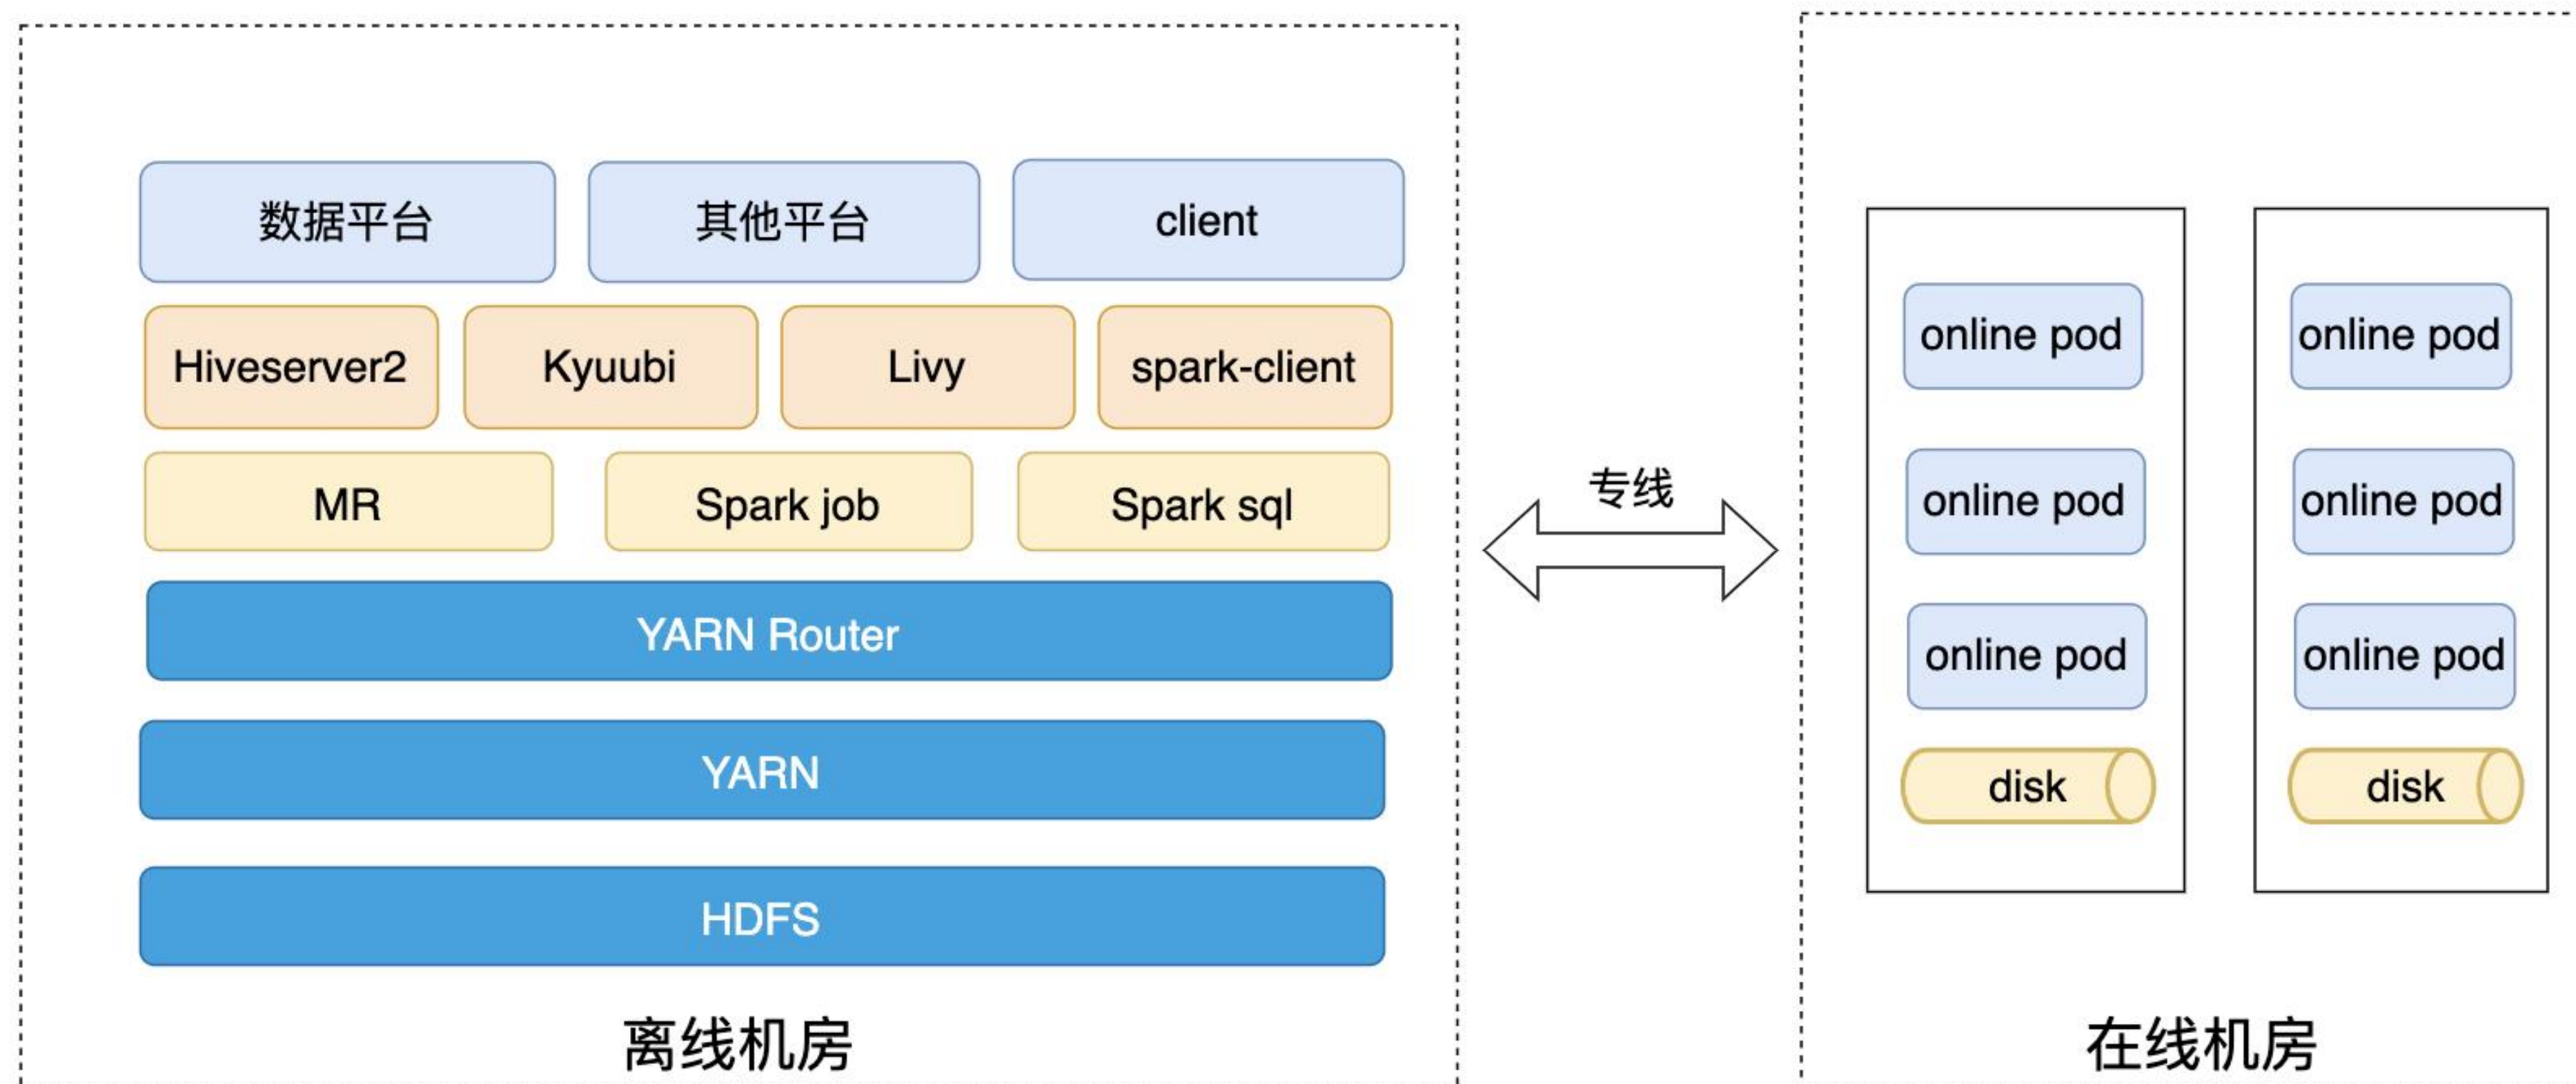 数据平台
其他平台
client
Hiveserver2
Kyuubi
Livy
spark-client
MR
Spark job
Spark sql
YARN Router
YARN
HDFS
离线机房
专线
online pod
online pod
online pod
disk
online pod
online pod
online pod
disk
在线机房